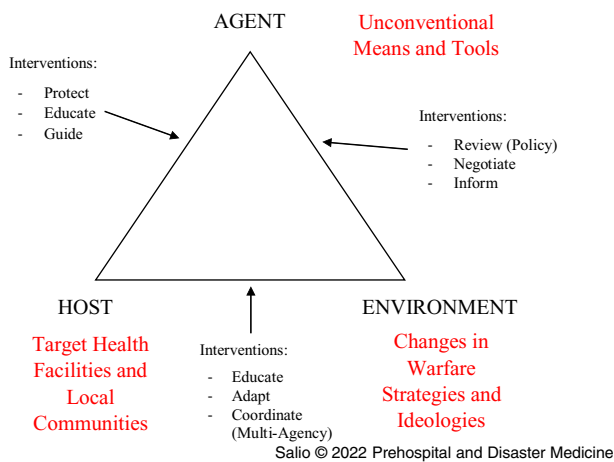 AGENT
Unconventional
Means and Tools
Interventions:
- Protect
- Educate
- Guide
Interventions:
- Review (Policy)
- Negotiate
- Inform
HOST
Target Health
Facilities and
Local
Communities
Interventions:
- Educate
- Adapt
- Coordinate
(Multi-Agency)
ENVIRONMENT
Changes in
Warfare
Strategies and
Ideologies
Salio © 2022 Prehospital and Disaster Medicine